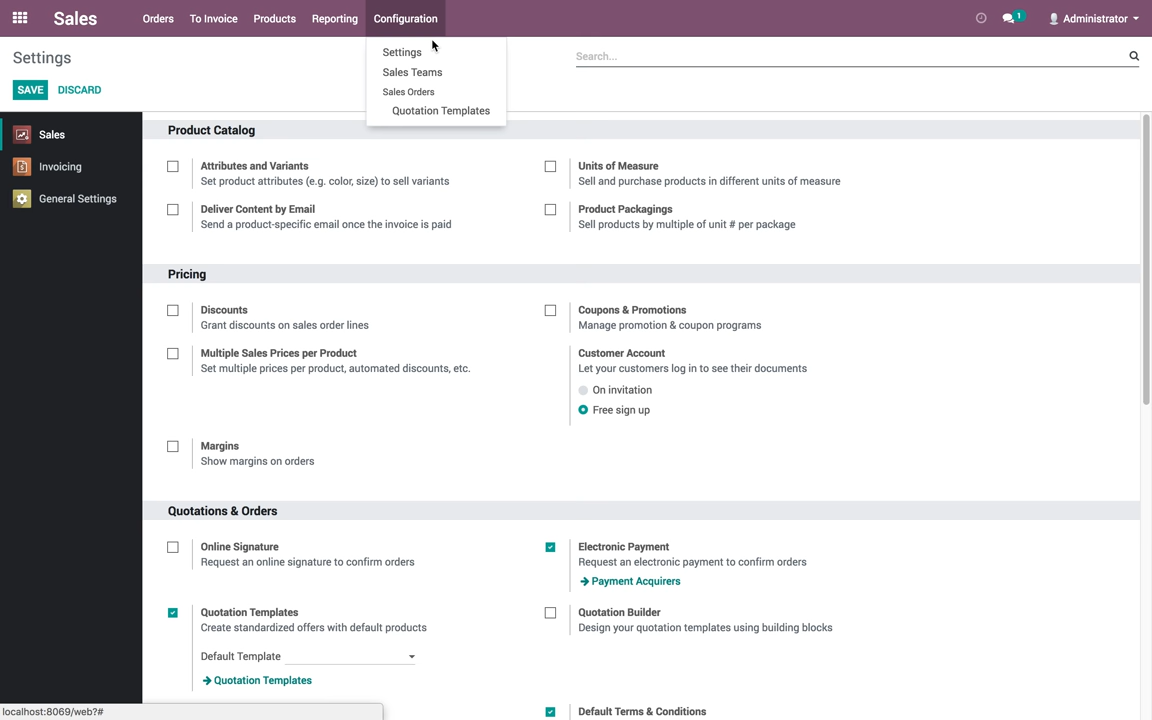 Sales
Orders
To Invoice
Products
Reporting
Configuration
1
Administrator
Settings
Search...
SAVE
DISCARD
Settings
Sales Teams
Sales Orders
Quotation Templates
Sales
Invoicing
General Settings
Product Catalog
Attributes and Variants
Set product attributes (e.g. color, size) to sell variants
Units of Measure
Sell and purchase products in different units of measure
Deliver Content by Email
Send a product-specific email once the invoice is paid
Product Packagings
Sell products by multiple of unit # per package
Pricing
Discounts
Grant discounts on sales order lines
Coupons & Promotions
Manage promotion & coupon programs
Multiple Sales Prices per Product
Set multiple prices per product, automated discounts, etc.
Customer Account
Let your customers log in to see their documents
On invitation
Free sign up
Margins
Show margins on orders
Quotations & Orders
Online Signature
Request an online signature to confirm orders
Electronic Payment
Request an electronic payment to confirm orders
Payment Acquirers
Quotation Templates
Create standardized offers with default products
Default Template
Quotation Templates
Quotation Builder
Design your quotation templates using building blocks
Default Terms & Conditions
localhost:8069/web?#